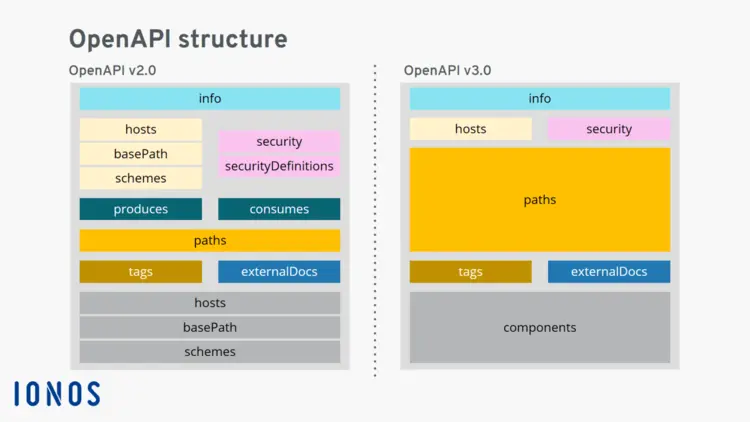 OpenAPI structure
OpenAPI v2.0
info
hosts
basePath
schemes
security
securityDefinitions
produces
consumes
paths
tags
externalDocs
hosts
basePath
schemes
OpenAPI v3.0
info
hosts
security
paths
tags
externalDocs
components
IONOS